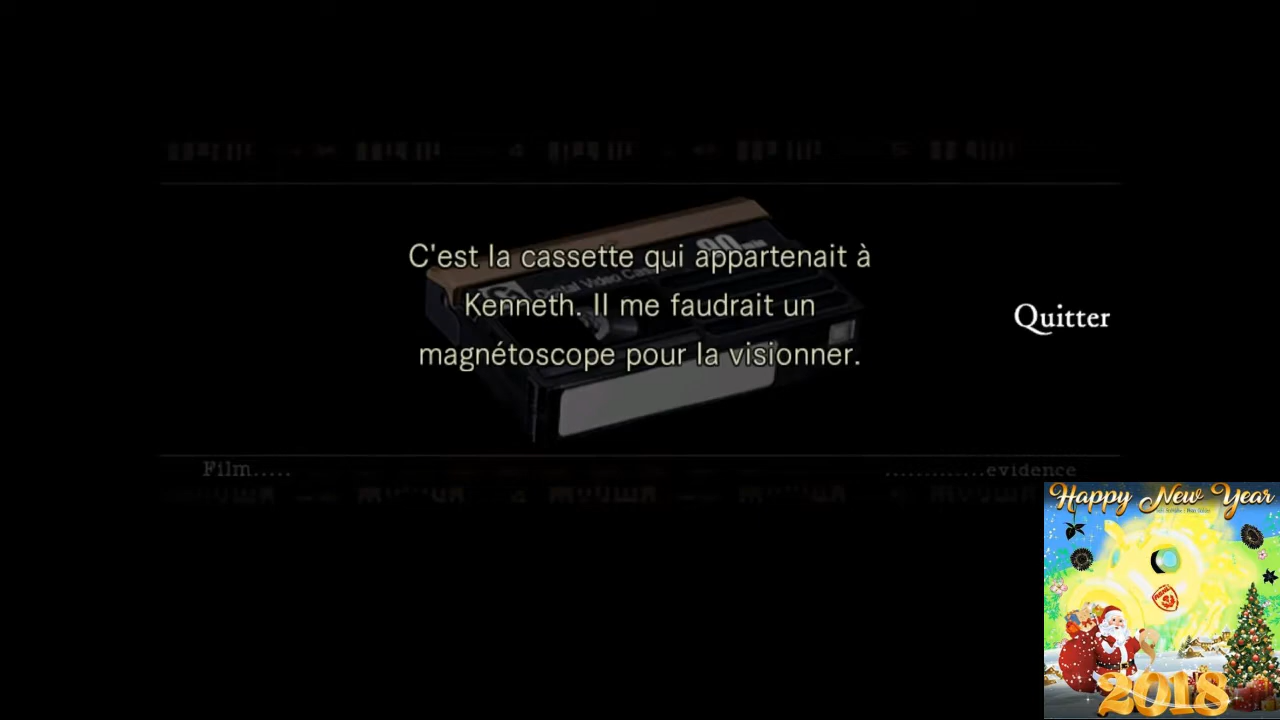 C'est la cassette qui appartenait à
Kenneth. Il me faudrait un
magnétoscope pour la visionner.
Quitter
Film.....
.............evidence
Happy New Year
2018